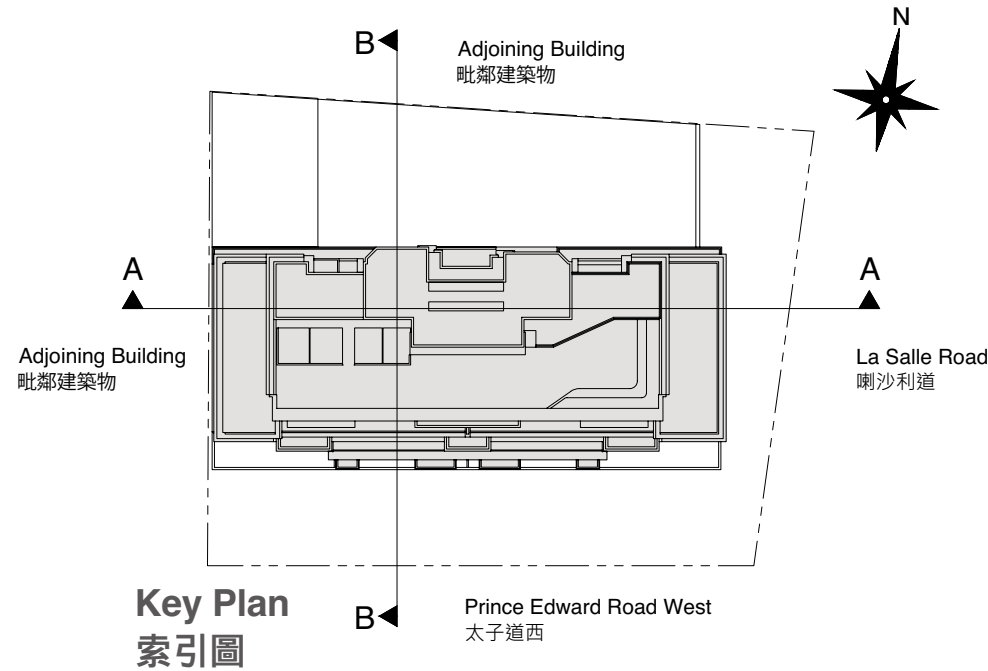 N
B
Adjoining Building
毗鄰建築物
A
A
Adjoining Building
毗鄰建築物
La Salle Road
喇沙利道
B
Prince Edward Road West
太子道西
Key Plan
索引圖